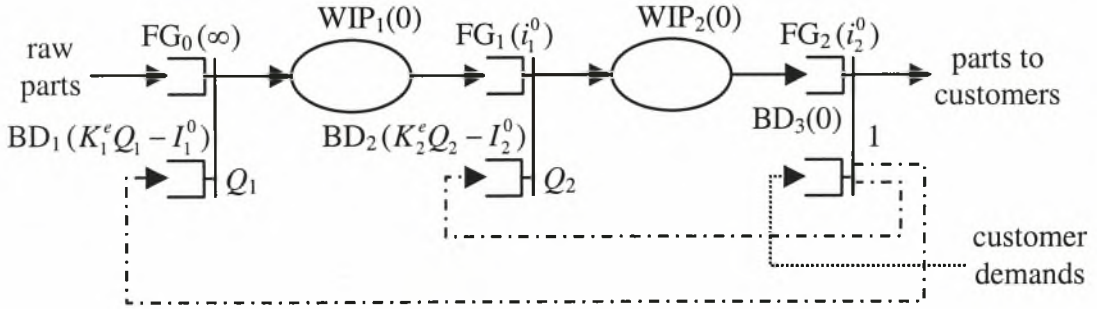 WIP₁(0) WIP₂(0)
FG₀(∞) FG₁(i₁⁰) FG₂(i₂⁰)
raw
parts
parts to
customers
BD₃(0)
BD₁(K₁ᵉQ₁ − I₁⁰) BD₂(K₂ᵉQ₂ − I₂⁰) 1
Q₁ Q₂
customer
demands